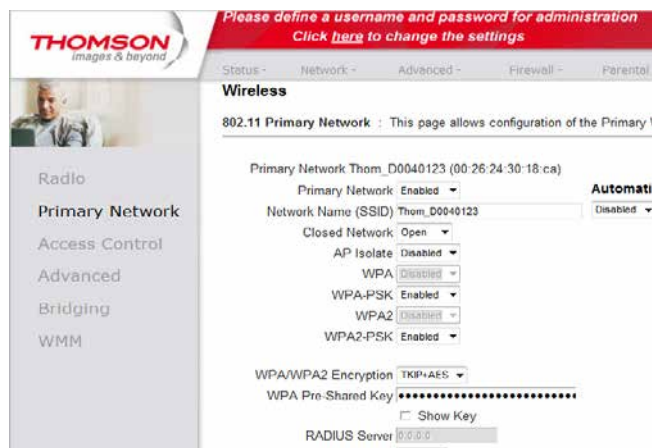 Please define a username and password for administration
Click here to change the settings
THOMSON
images & beyond
Status - Network - Advanced - Firewall - Parental
Wireless
802.11 Primary Network : This page allows configuration of the Primary
Primary Network Thom_D0040123 (00:26:24:30:18:ca)
Radio
Primary Network
Access Control
Advanced
Bridging
WMM
Primary Network Enabled
Automati
Network Name (SSID) Thom_D0040123
Disabled
Closed Network Open
AP Isolate Disabled
WPA Disabled
WPA-PSK Enabled
WPA2 Disabled
WPA2-PSK Enabled
WPA/WPA2 Encryption TKIP+AES
WPA Pre-Shared Key
Show Key
RADIUS Server 0.0.0.0